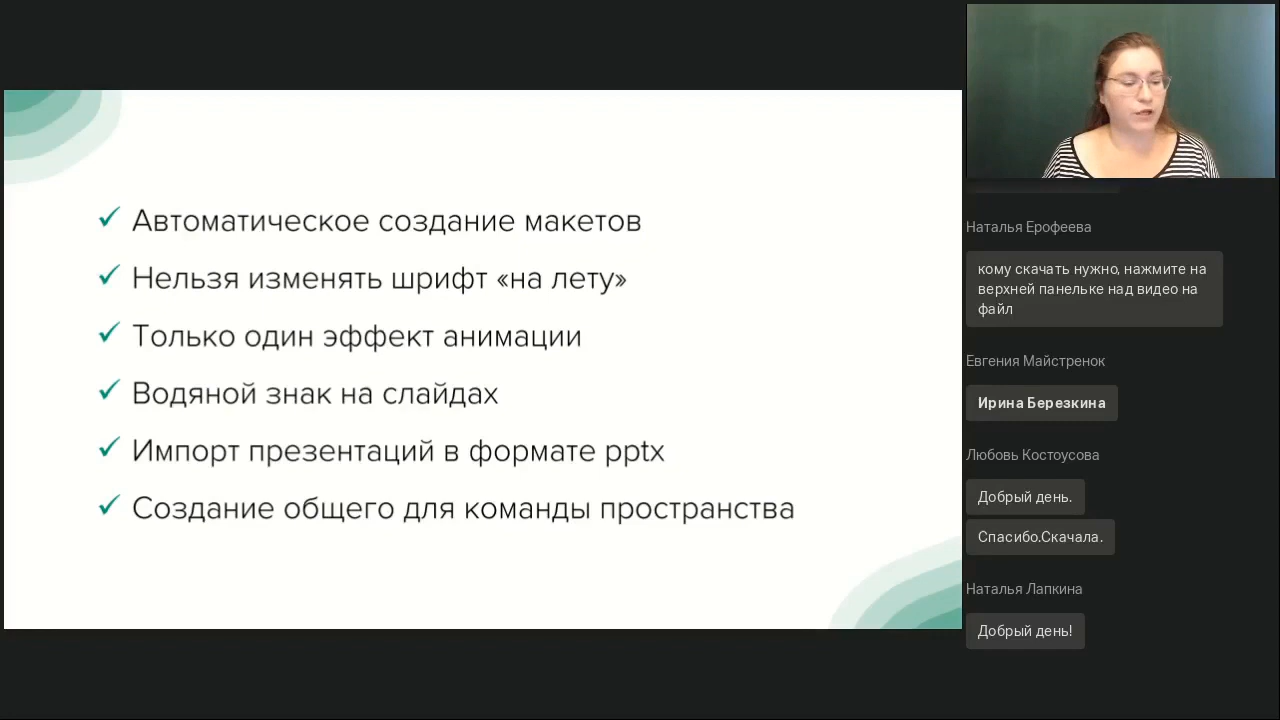 Автоматическое создание макетов
Нельзя изменять шрифт «на лету»
Только один эффект анимации
Водяной знак на слайдах
Импорт презентаций в формате pptx
Создание общего для команды пространства
Наталья Ерофеева
кому скачать нужно, нажмите на
верхней панельке над видео на
файл
Евгения Майстренок
Ирина Березкина
Любовь Костоусова
Добрый день.
Спасибо.Скачала.
Наталья Лапкина
Добрый день!